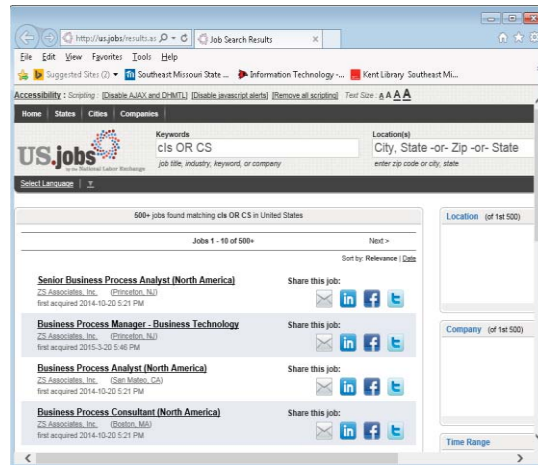 http://us.jobs/results.as
Job Search Results
File Edit View Favorites Tools Help
Suggested Sites (2) Southeast Missouri State ... Information Technology -... Kent Library Southeast Mi...
Accessibility : Scripting : [Disable AJAX and DHMTL] [Disable javascript alerts] [Remove all scripting] Text Size : A A A A
Home States Cities Companies
Keywords Location(s)
US.jobs cis OR CS City, State -or- Zip -or- State
by the National Labor Exchange job title, industry, keyword, or company enter zip code or city, state
Select Language
500+ jobs found matching cis OR CS in United States
Location (of 1st 500)
Jobs 1 - 10 of 500+ Next >
Sort by: Relevance | Date
Senior Business Process Analyst (North America) Share this job:
ZS Associates, Inc. (Princeton, NJ)
first acquired 2014-10-20 5:21 PM
Business Process Manager - Business Technology Share this job:
ZS Associates, Inc. (Princeton, NJ)
first acquired 2015-3-20 5:46 PM
Company (of 1st 500)
Business Process Analyst (North America) Share this job:
ZS Associates, Inc. (San Mateo, CA)
first acquired 2014-10-20 5:21 PM
Business Process Consultant (North America) Share this job:
ZS Associates, Inc. (Boston, MA)
first acquired 2014-10-20 5:21 PM
Time Range